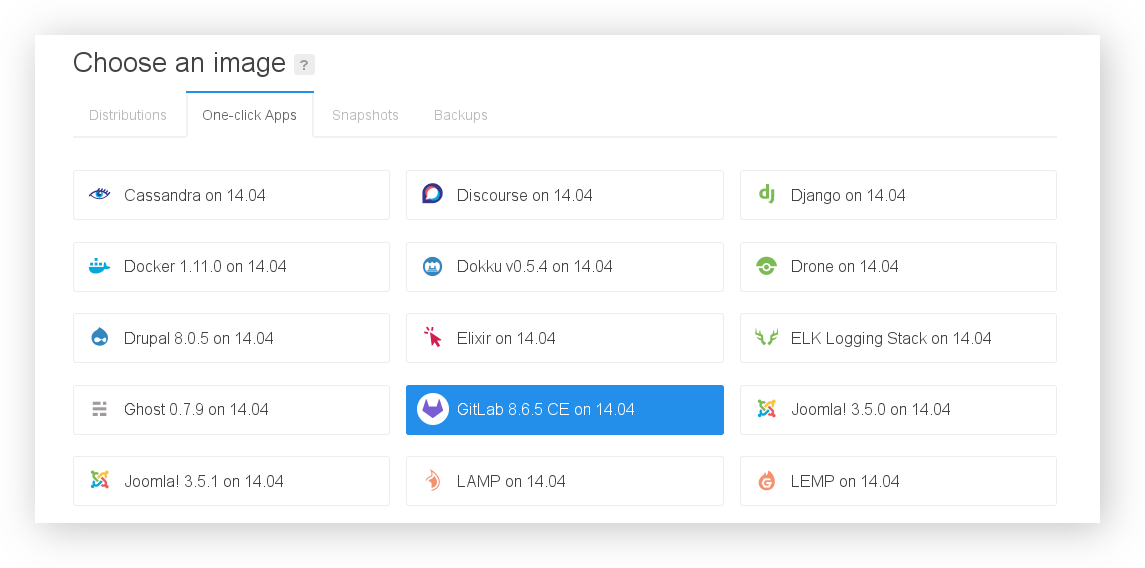 Choose an image ?
Distributions One-click Apps Snapshots Backups
Cassandra on 14.04 Discourse on 14.04 Django on 14.04
Docker 1.11.0 on 14.04 Dokku v0.5.4 on 14.04 Drone on 14.04
Drupal 8.0.5 on 14.04 Elixir on 14.04 ELK Logging Stack on 14.04
Ghost 0.7.9 on 14.04 GitLab 8.6.5 CE on 14.04 Joomla! 3.5.0 on 14.04
Joomla! 3.5.1 on 14.04 LAMP on 14.04 LEMP on 14.04